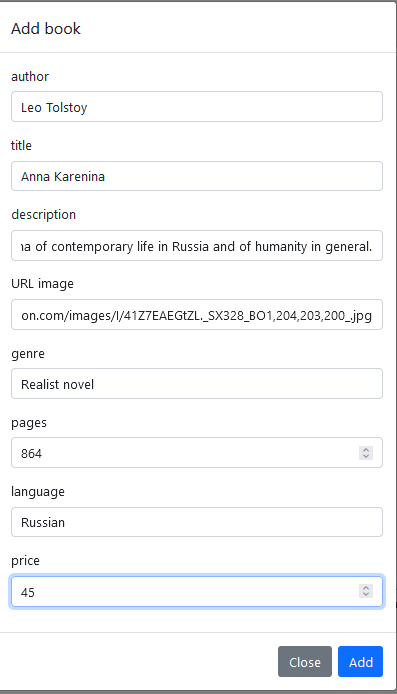 Add book
author
Leo Tolstoy
title
Anna Karenina
description
of contemporary life in Russia and of humanity in general.
URL image
on.com/images/I/41Z7EAEGtZL._SX328_BO1,204,203,200_.jpg
genre
Realist novel
pages
864
language
Russian
price
45
Close Add